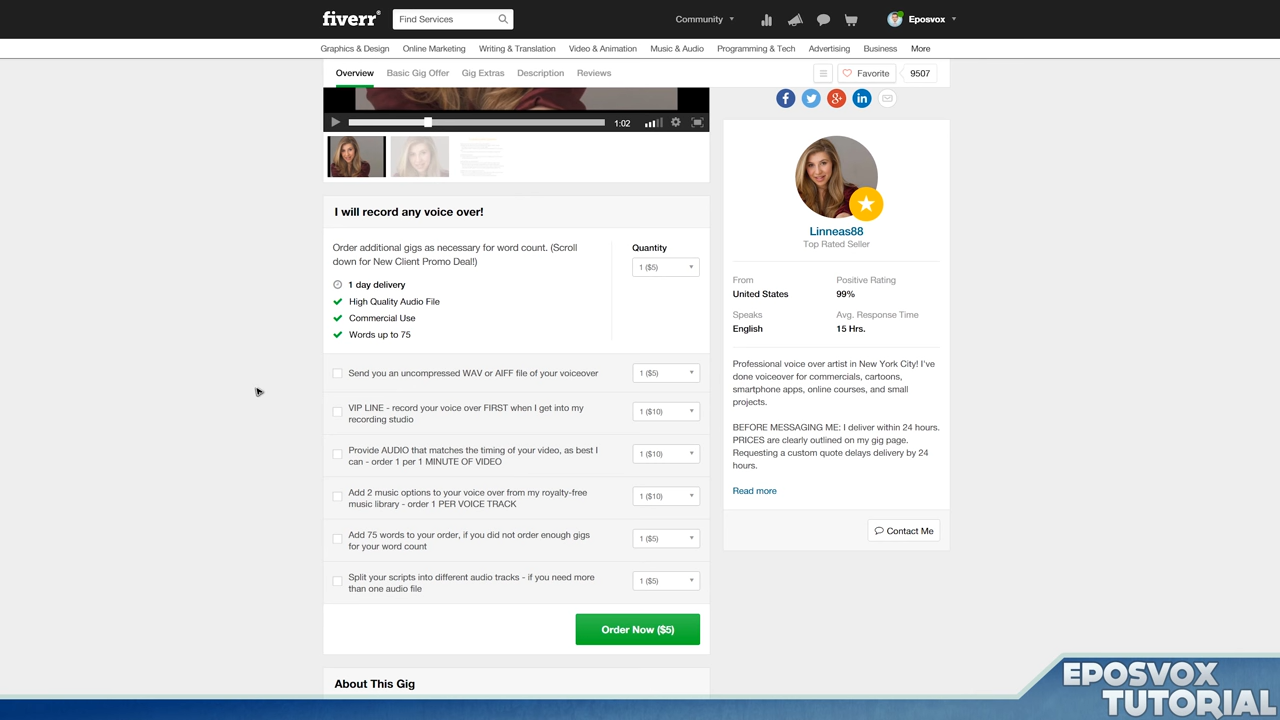 fiverr®
Find Services
Community
Eposvox
Graphics & Design
Online Marketing
Writing & Translation
Video & Animation
Music & Audio
Programming & Tech
Advertising
Business
More
Overview
Basic Gig Offer
Gig Extras
Description
Reviews
Favorite
9507
1:02
I will record any voice over!
Order additional gigs as necessary for word count. (Scroll
down for New Client Promo Deal!)
1 day delivery
High Quality Audio File
Commercial Use
Words up to 75
Quantity
1 ($5)
Send you an uncompressed WAV or AIFF file of your voiceover
1 ($5)
VIP LINE - record your voice over FIRST when I get into my
recording studio
1 ($10)
Provide AUDIO that matches the timing of your video, as best I
can - order 1 per 1 MINUTE OF VIDEO
1 ($10)
Add 2 music options to your voice over from my royalty-free
music library - order 1 PER VOICE TRACK
1 ($10)
Add 75 words to your order, if you did not order enough gigs
for your word count
1 ($5)
Split your scripts into different audio tracks - if you need more
than one audio file
1 ($5)
Order Now ($5)
About This Gig
Linneas88
Top Rated Seller
From
United States
Positive Rating
99%
Speaks
English
Avg. Response Time
15 Hrs.
Professional voice over artist in New York City! I've
done voiceover for commercials, cartoons,
smartphone apps, online courses, and small
projects.
BEFORE MESSAGING ME: I deliver within 24 hours.
PRICES are clearly outlined on my gig page.
Requesting a custom quote delays delivery by 24
hours.
Read more
Contact Me
EPOSVOX
TUTORIAL